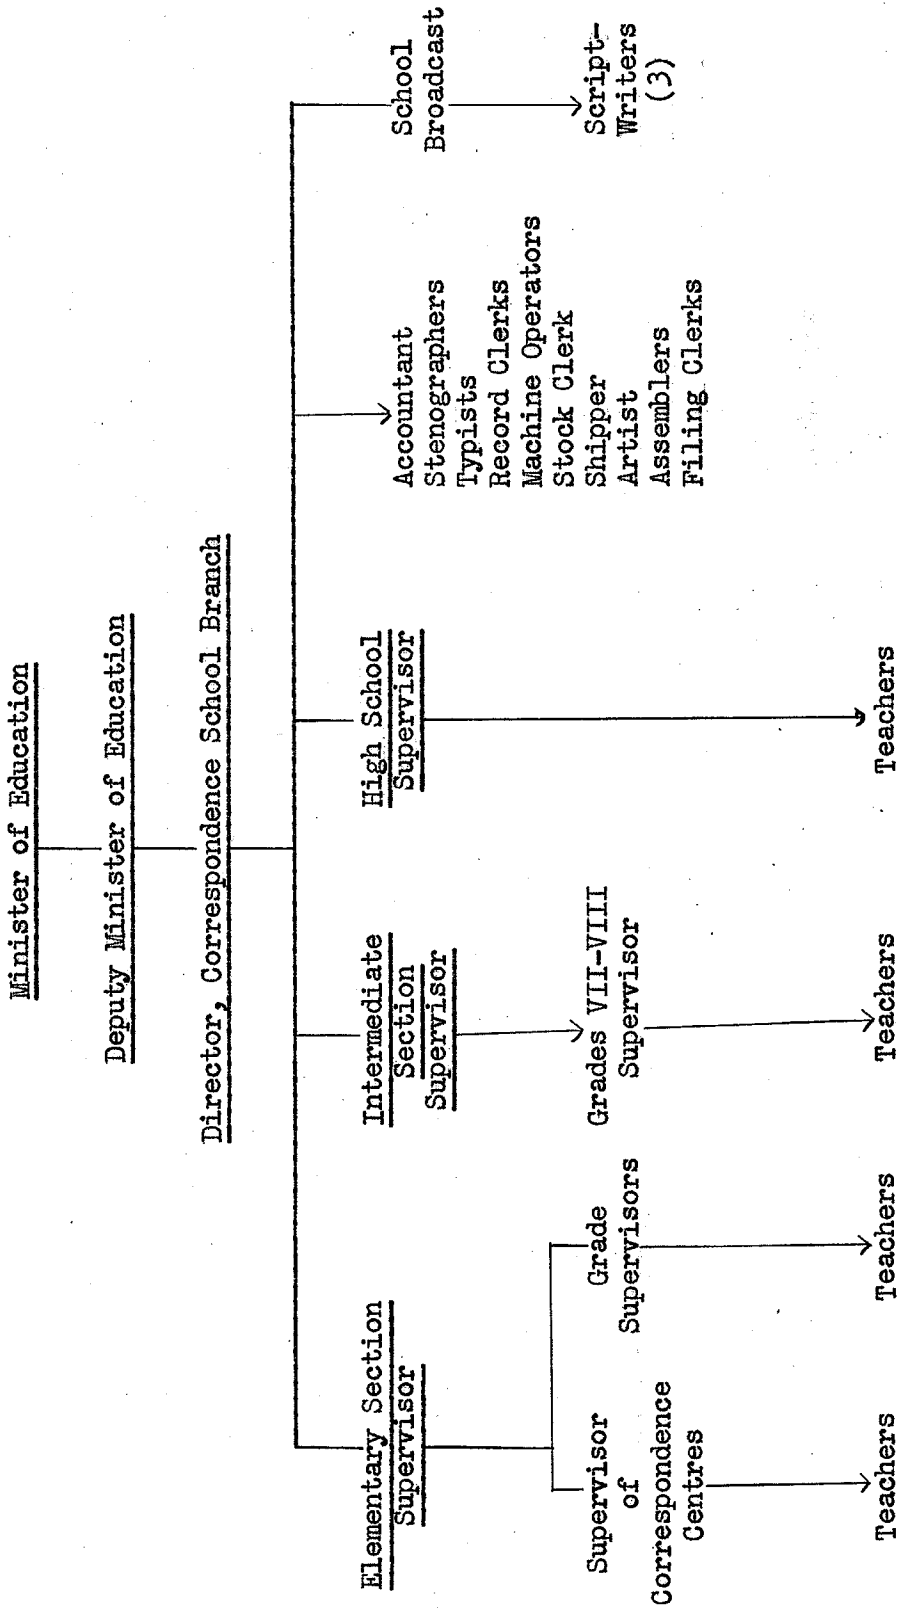 Minister of Education
Deputy Minister of Education
Director, Correspondence School Branch
Elementary Section
Supervisor
Intermediate
Section
Supervisor
High School
Supervisor
Accountant
Stenographers
Typists
Record Clerks
Machine Operators
Stock Clerk
Shipper
Artist
Assemblers
Filing Clerks
School
Broadcast
Supervisor
of
Correspondence
Centres
Grade
Supervisors
Grades VII-VIII
Supervisor
Script-
Writers
(3)
Teachers
Teachers
Teachers
Teachers